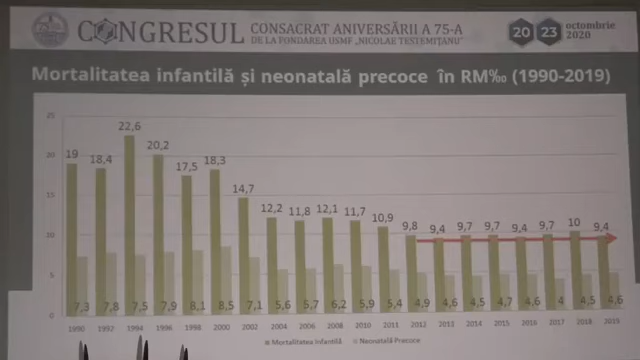 CONGRESUL
CONSACRAT ANIVERSĂRII A 75-A
DE LA FONDAREA USMF „NICOLAE TESTEMIȚANU”
20 23 octombrie
2020
Mortalitatea infantilă și neonatală precoce în RM‰ (1990-2019)
25
20
15
10
5
0
19 18,4 22,6 20,2 17,5 18,3 14,7 12,2 11,8 12,1 11,7 10,9 9,8 9,4 9,7 9,7 9,4 9,7 10 9,4
7,3 7,8 7,5 7,9 8,1 8,5 7,1 5,6 5,7 6,2 5,9 5,4 4,9 4,6 4,5 4,7 4,6 4 4,5 4,6
1990 1992 1994 1996 1998 2000 2002 2004 2006 2008 2010 2011 2012 2013 2014 2015 2016 2017 2018 2019
Mortalitatea Infantilă Neonatală Precoce